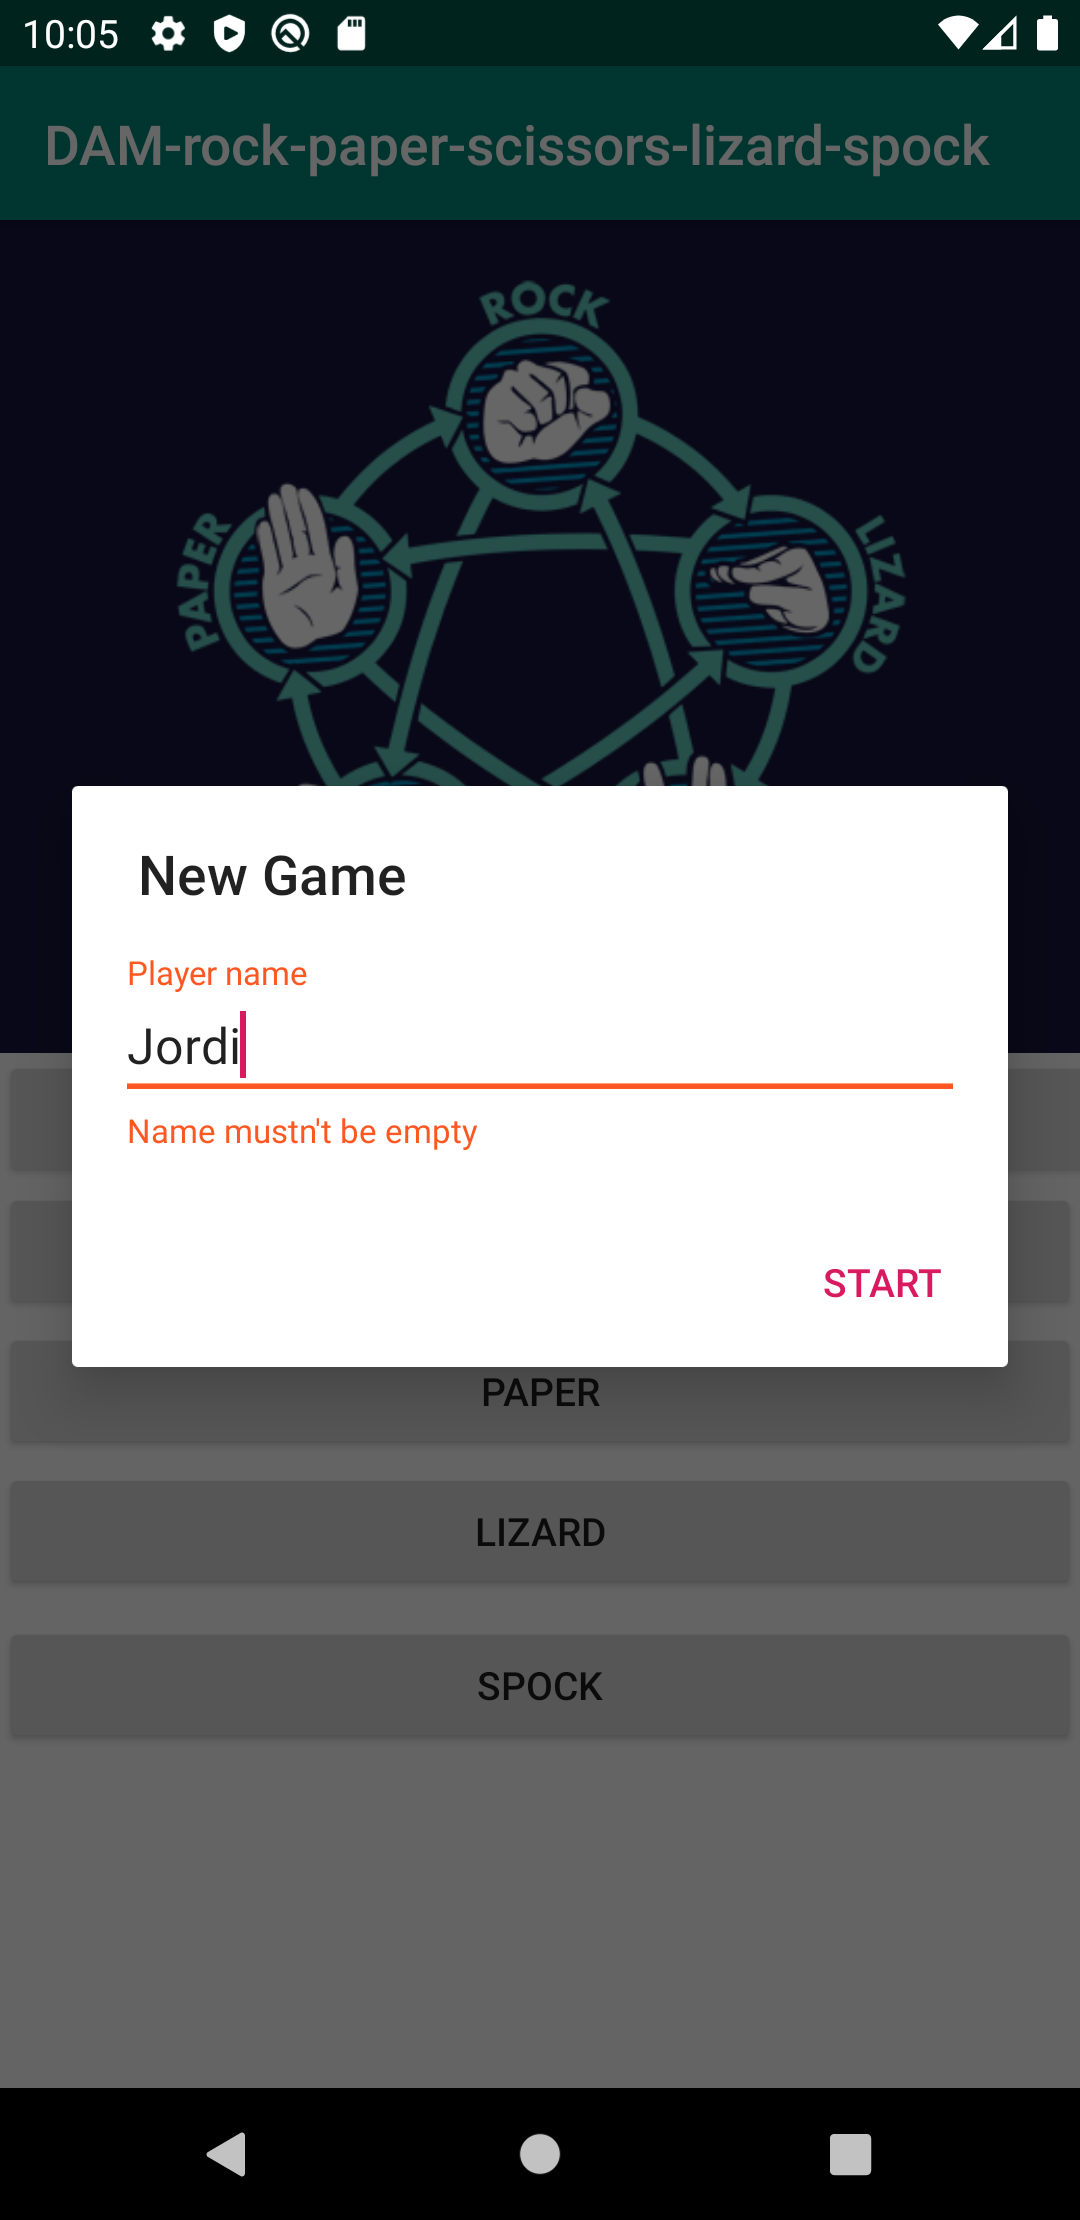 10:05
DAM-rock-paper-scissors-lizard-spock
ROCK
PAPER
LIZARD
New Game
Player name
Jordi
Name mustn't be empty
START
PAPER
LIZARD
SPOCK